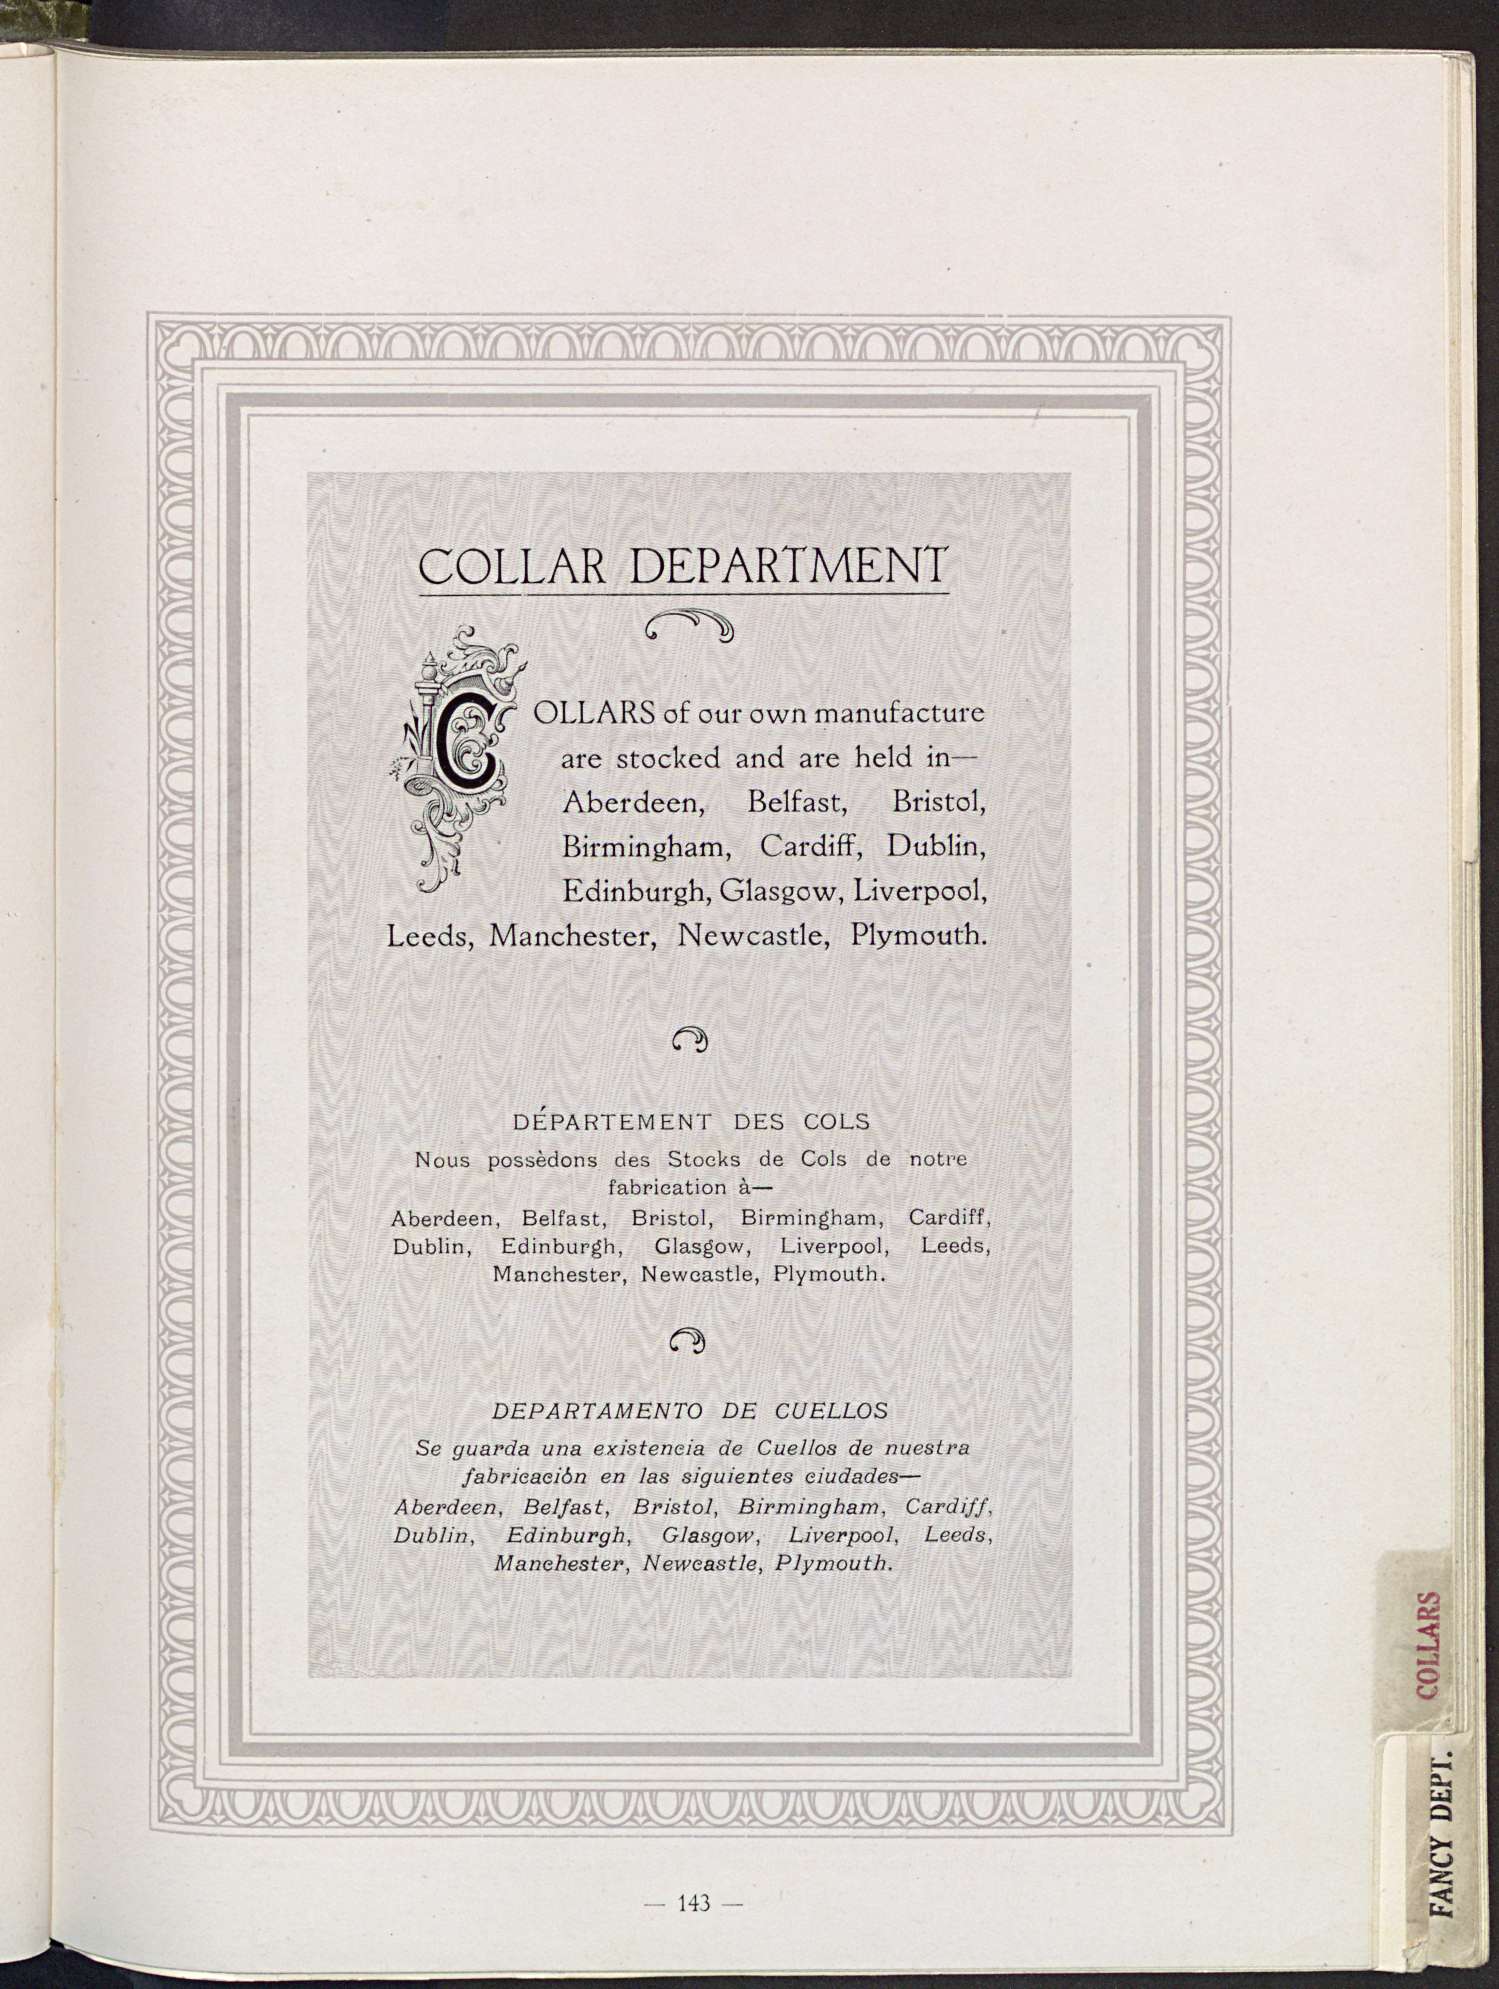 COLLAR DEPARTMENT
COLLARS of our own manufacture
are stocked and are held in—
Aberdeen, Belfast, Bristol,
Birmingham, Cardiff, Dublin,
Edinburgh, Glasgow, Liverpool,
Leeds, Manchester, Newcastle, Plymouth.
DÉPARTEMENT DES COLS
Nous possèdons des Stocks de Cols de notre
fabrication à—
Aberdeen, Belfast, Bristol, Birmingham, Cardiff,
Dublin, Edinburgh, Glasgow, Liverpool, Leeds,
Manchester, Newcastle, Plymouth.
DEPARTAMENTO DE CUELLOS
Se guarda una existencia de Cuellos de nuestra
fabricación en las siguientes ciudades—
Aberdeen, Belfast, Bristol, Birmingham, Cardiff,
Dublin, Edinburgh, Glasgow, Liverpool, Leeds,
Manchester, Newcastle, Plymouth.
— 143 —
COLLARS
FANCY DEPT.